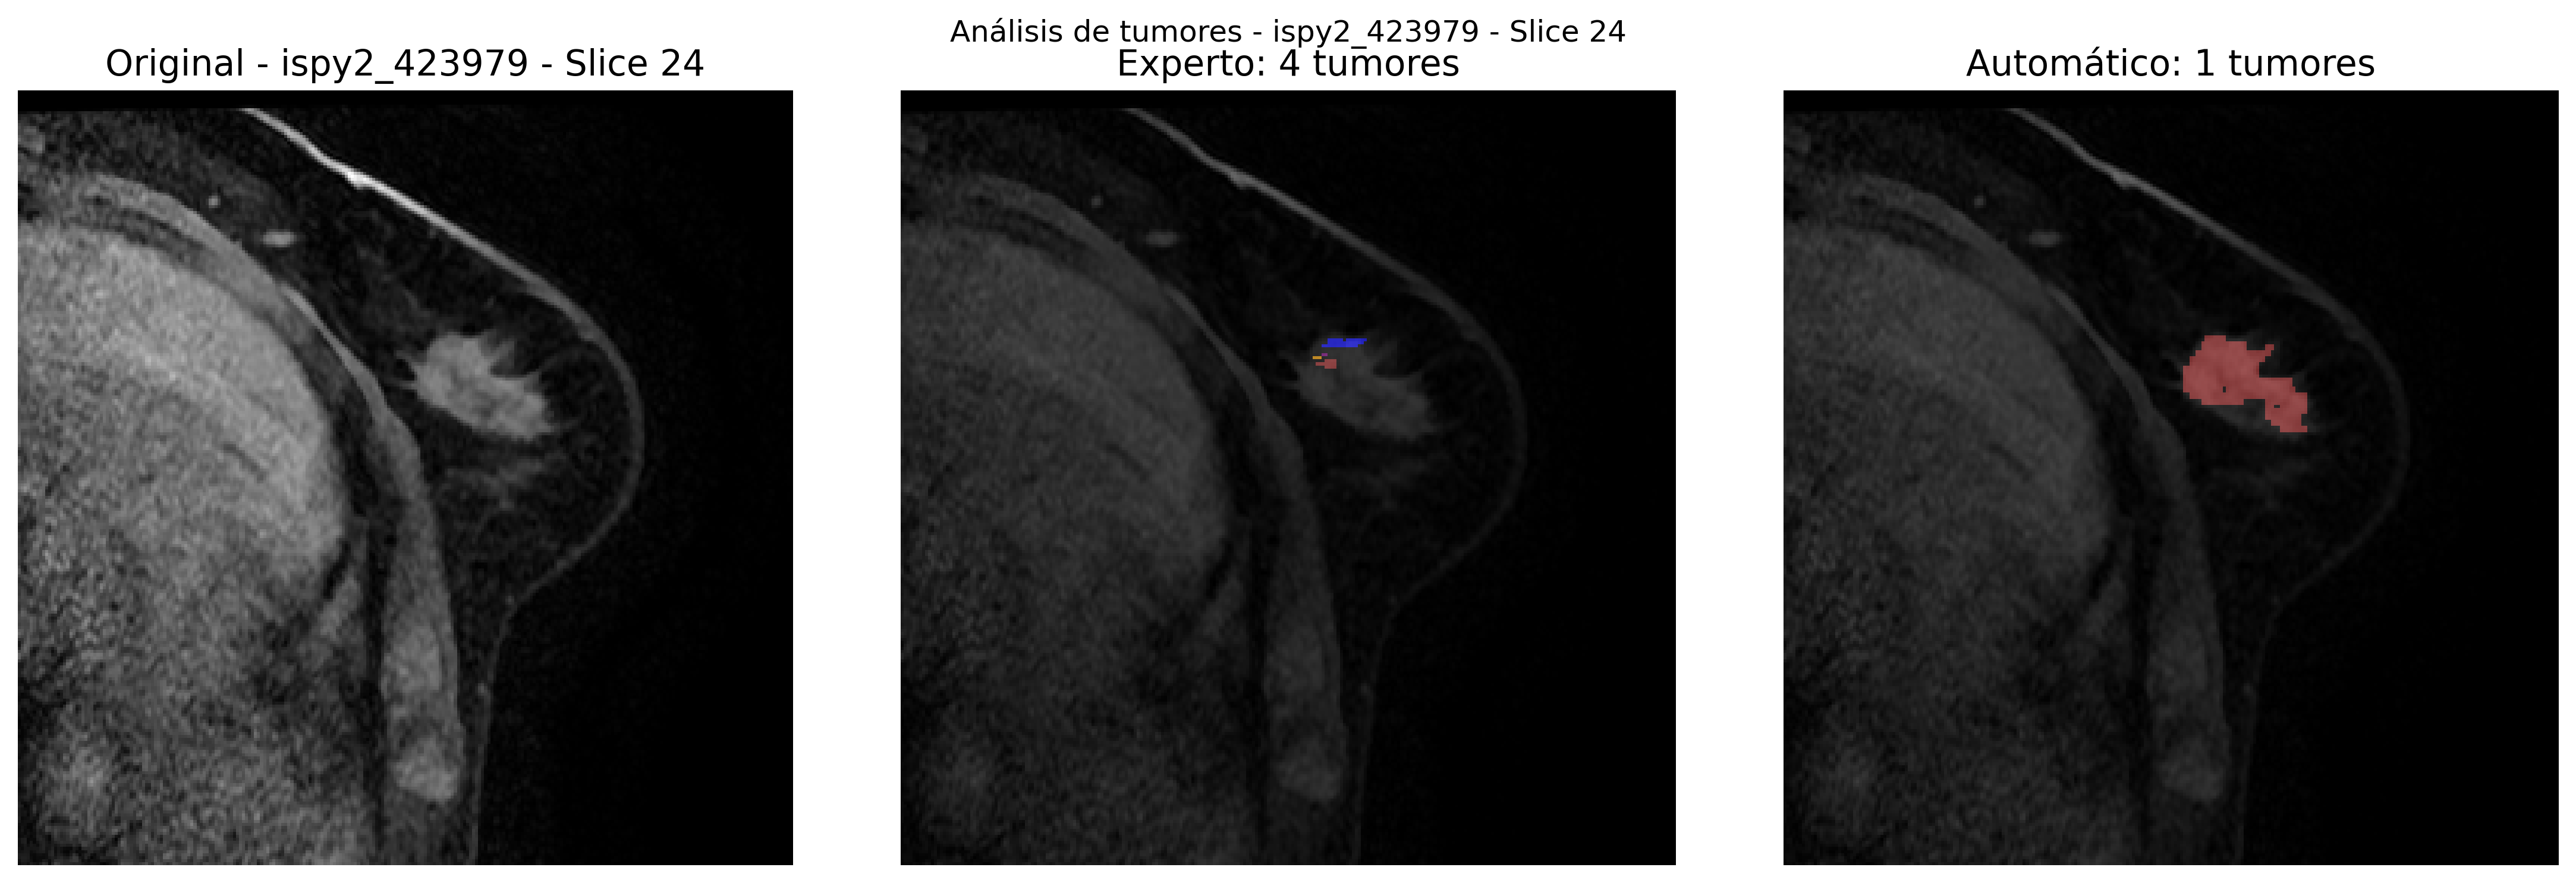 Análisis de tumores - ispy2_423979 - Slice 24
Original - ispy2_423979 - Slice 24
Experto: 4 tumores
Automático: 1 tumores